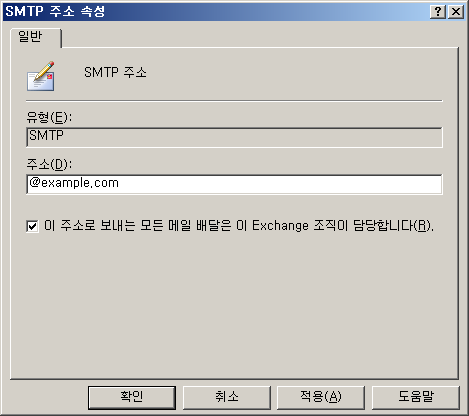 SMTP 주소 속성
일반
SMTP 주소
유형(E):
SMTP
주소(D):
@example.com
이 주소로 보내는 모든 메일 배달은 이 Exchange 조직이 담당합니다(R).
확인 취소 적용(A) 도움말